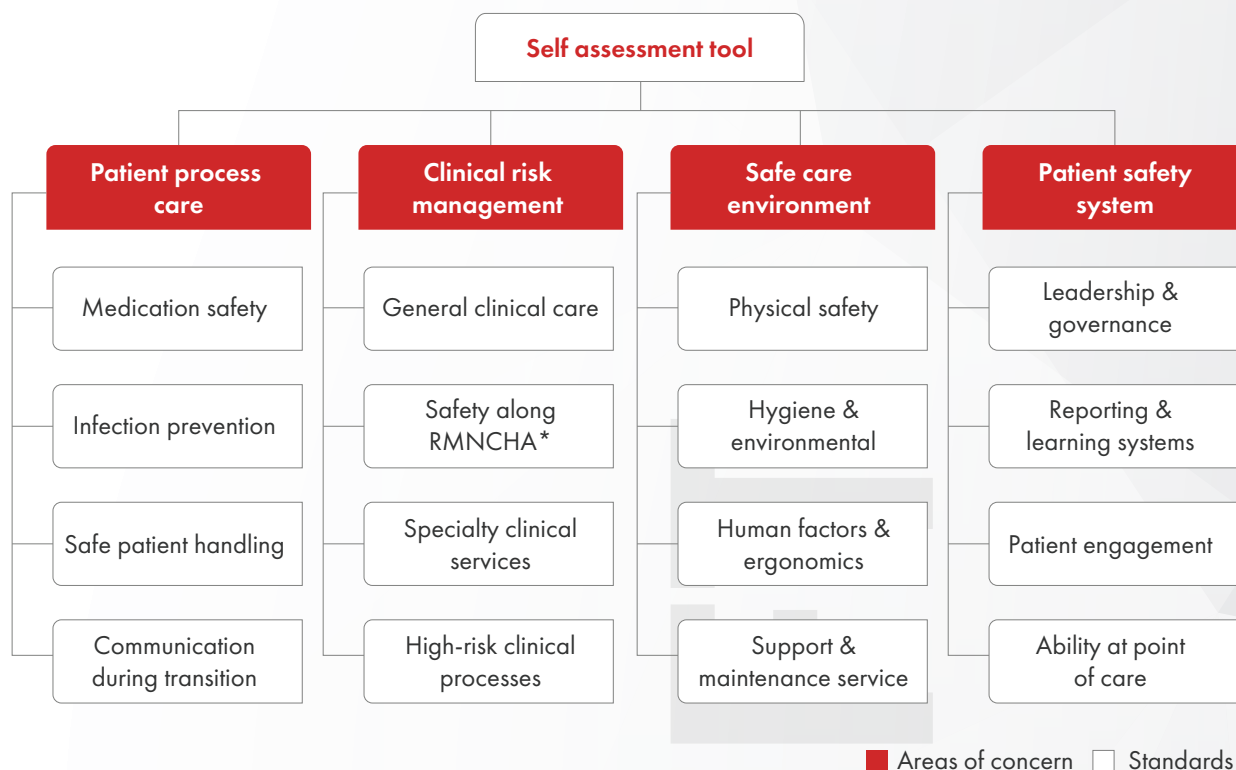 Self assessment tool
Patient process
care
Medication safety
Infection prevention
Safe patient handling
Communication
during transition
Clinical risk
management
General clinical care
Safety along
RMNCHA*
Specialty clinical
services
High-risk clinical
processes
Safe care
environment
Physical safety
Hygiene &
environmental
Human factors &
ergonomics
Support &
maintenance service
Patient safety
system
Leadership &
governance
Reporting &
learning systems
Patient engagement
Ability at point
of care
Areas of concern
Standards